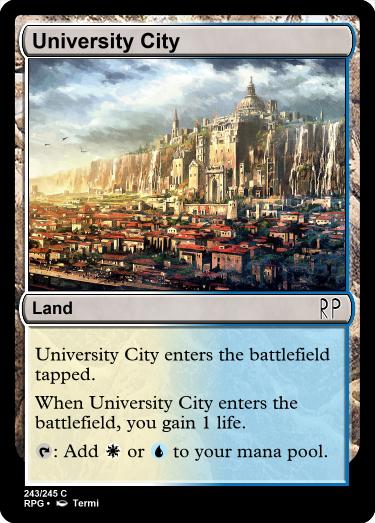 University City
Land
RP
University City enters the battlefield
tapped.
When University City enters the
battlefield, you gain 1 life.
: Add or to your mana pool.
243/245 C
RPG • Termi